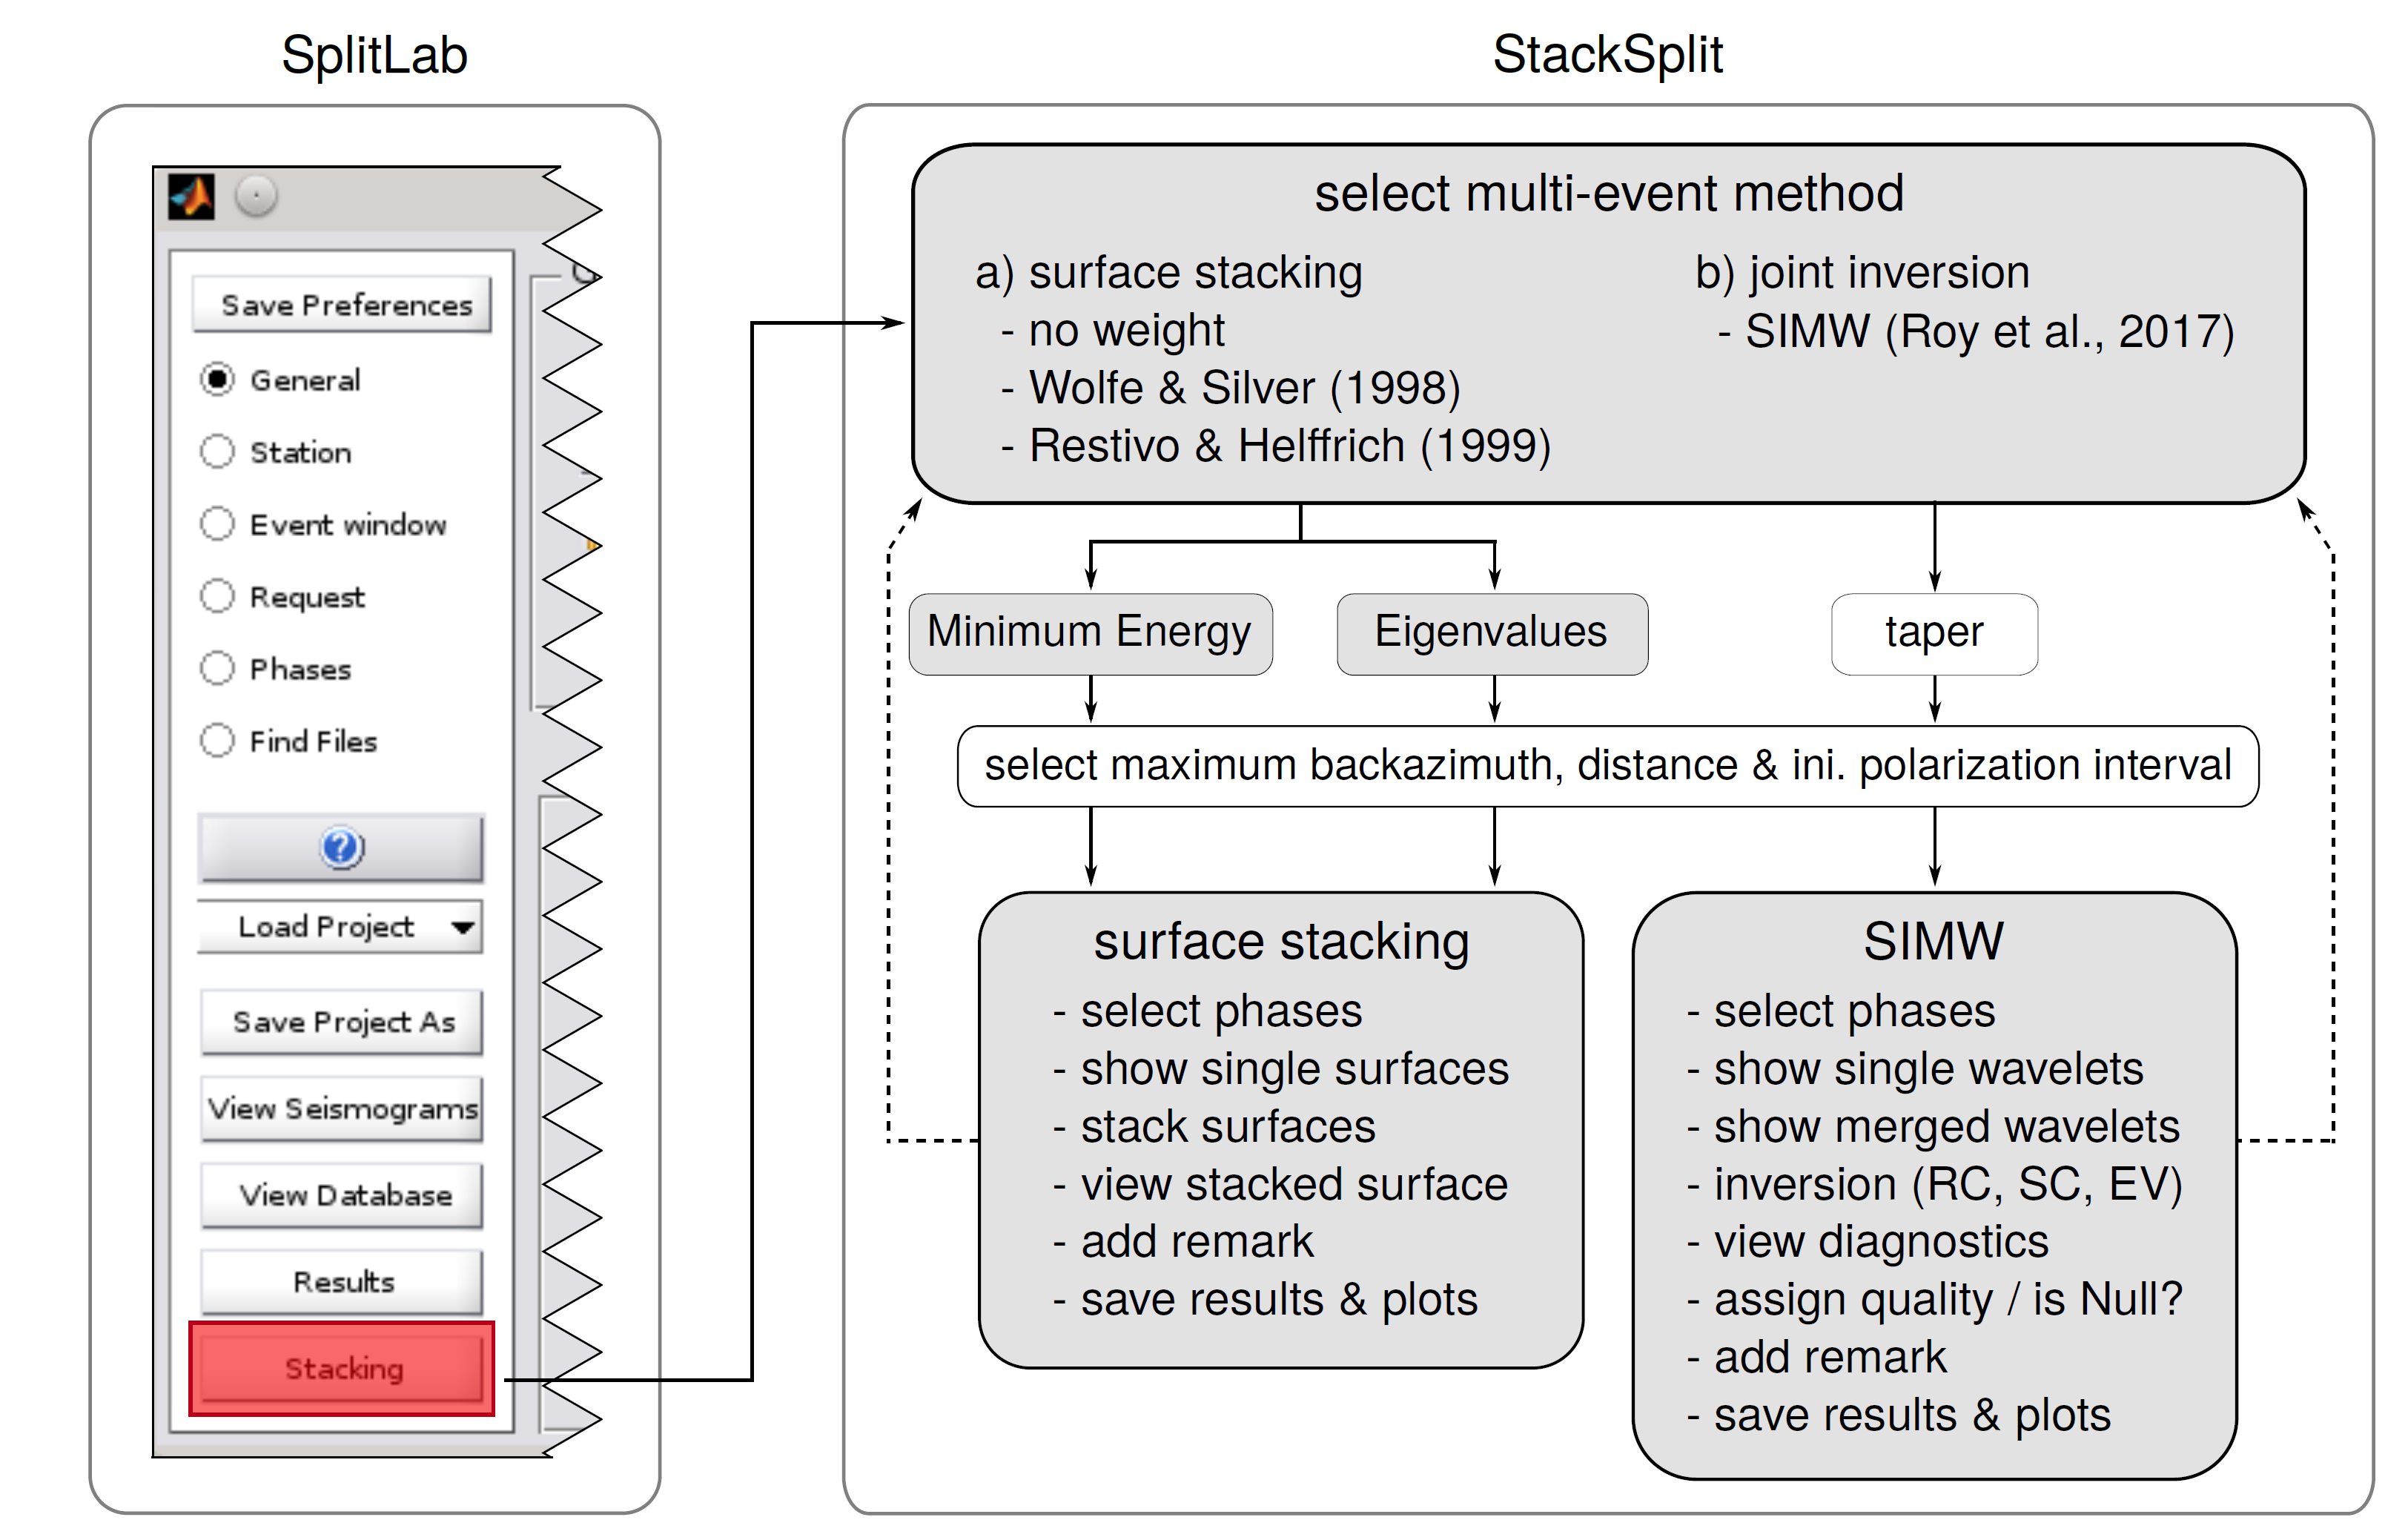 SplitLab
Save Preferences
General
Station
Event window
Request
Phases
Find Files
?
Load Project
Save Project As
View Seismograms
View Database
Results
Stacking
StackSplit
select multi-event method
a) surface stacking
- no weight
- Wolfe & Silver (1998)
- Restivo & Helffrich (1999)
b) joint inversion
- SIMW (Roy et al., 2017)
Minimum Energy
Eigenvalues
taper
select maximum backazimuth, distance & ini. polarization interval
surface stacking
- select phases
- show single surfaces
- stack surfaces
- view stacked surface
- add remark
- save results & plots
SIMW
- select phases
- show single wavelets
- show merged wavelets
- inversion (RC, SC, EV)
- view diagnostics
- assign quality / is Null?
- add remark
- save results & plots